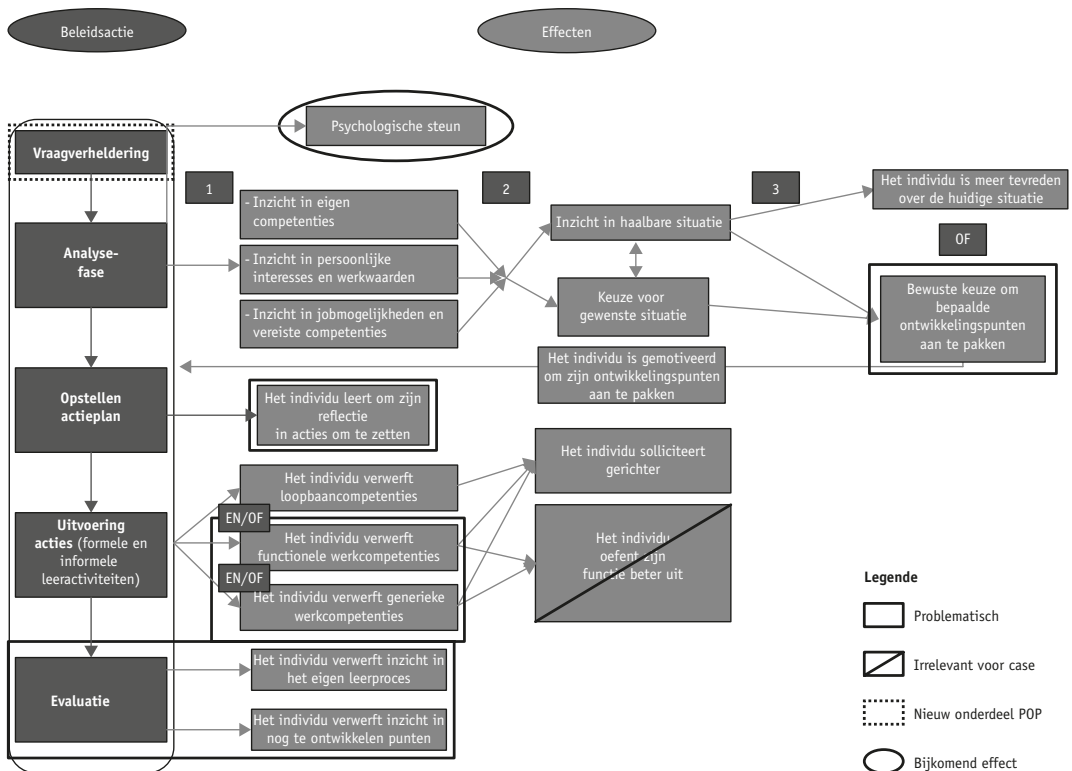 Beleidsactie
Effecten
Psychologische steun
Vraagverheldering
1
2
3
- Inzicht in eigen
competenties
Inzicht in haalbare situatie
Het individu is meer tevreden
over de huidige situatie
OF
Analyse-
fase
- Inzicht in persoonlijke
interesses en werkwaarden
Keuze voor
gewenste situatie
Bewuste keuze om
bepaalde
ontwikkelingspunten
aan te pakken
- Inzicht in jobmogelijkheden en
vereiste competenties
Het individu is gemotiveerd
om zijn ontwikkelingspunten
aan te pakken
Opstellen
actieplan
Het individu leert om zijn
reflectie
in acties om te zetten
Het individu solliciteert
gerichter
Het individu verwerft
loopbaancompetenties
EN/OF
Uitvoering
acties (formele en
informele
leeractiviteiten)
Het individu verwerft
functionele werkcompetenties
Het individu
oefent zijn
functie beter uit
EN/OF
Het individu verwerft generieke
werkcompetenties
Evaluatie
Het individu verwerft inzicht in
het eigen leerproces
Het individu verwerft inzicht in
nog te ontwikkelen punten
Legende
Problematisch
Irrelevant voor case
Nieuw onderdeel POP
Bijkomend effect